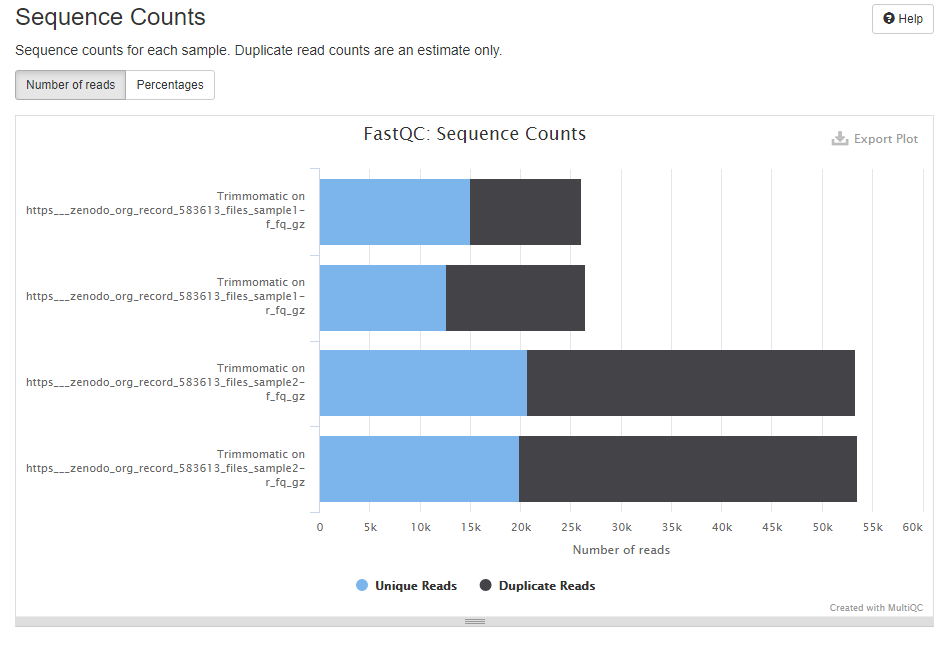 Sequence Counts
Help
Sequence counts for each sample. Duplicate read counts are an estimate only.
Number of reads
Percentages
FastQC: Sequence Counts
Export Plot
Trimmomatic on
https___zenodo_org_record_583613_files_sample1-
f_fq_gz
Trimmomatic on
https___zenodo_org_record_583613_files_sample1-
r_fq_gz
Trimmomatic on
https___zenodo_org_record_583613_files_sample2-
f_fq_gz
Trimmomatic on
https___zenodo_org_record_583613_files_sample2-
r_fq_gz
0 5k 10k 15k 20k 25k 30k 35k 40k 45k 50k 55k 60k
Number of reads
Unique Reads
Duplicate Reads
Created with MultiQC